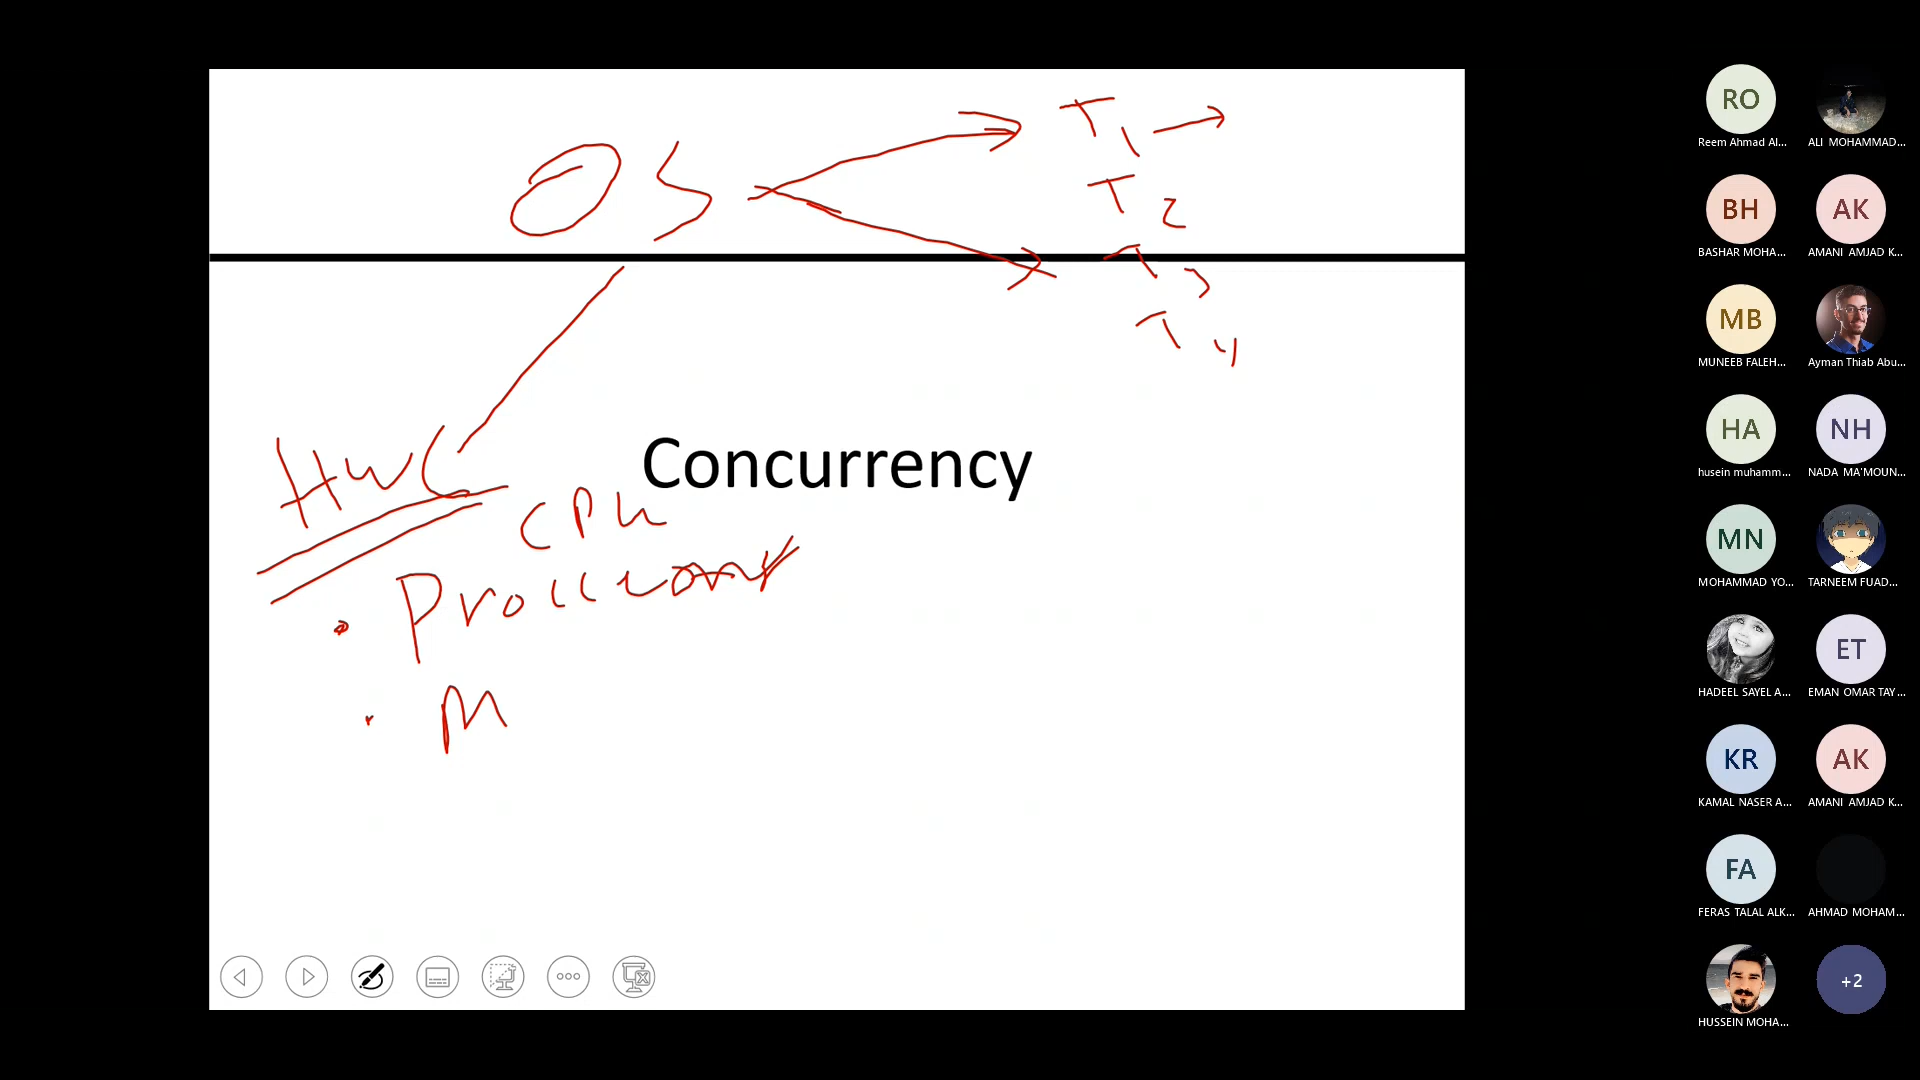 OS
T1
T2
T3
T4
HW
Concurrency
CPU
M
RO
Reem Ahmad Al...
ALI MOHAMMAD...
BH
BASHAR MOHA...
AK
AMANI AMJAD K...
MB
MUNEEB FALEH...
Ayman Thiab Abu...
HA
husein muhamm...
NH
NADA MA'MOUN...
MN
MOHAMMAD YO...
TARNEEM FUAD...
HADEEL SAYEL A...
ET
EMAN OMAR TAY...
KR
KAMAL NASER A...
AK
AMANI AMJAD K...
FA
FERAS TALAL ALK...
AHMAD MOHAM...
HUSSEIN MOHA...
+2